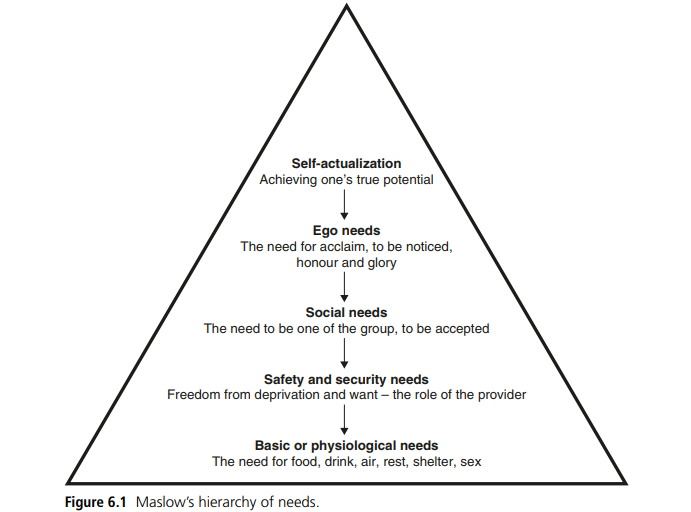 Self-actualization
Achieving one's true potential
Ego needs
The need for acclaim, to be noticed,
honour and glory
Social needs
The need to be one of the group, to be accepted
Safety and security needs
Freedom from deprivation and want – the role of the provider
Basic or physiological needs
The need for food, drink, air, rest, shelter, sex
Figure 6.1 Maslow's hierarchy of needs.